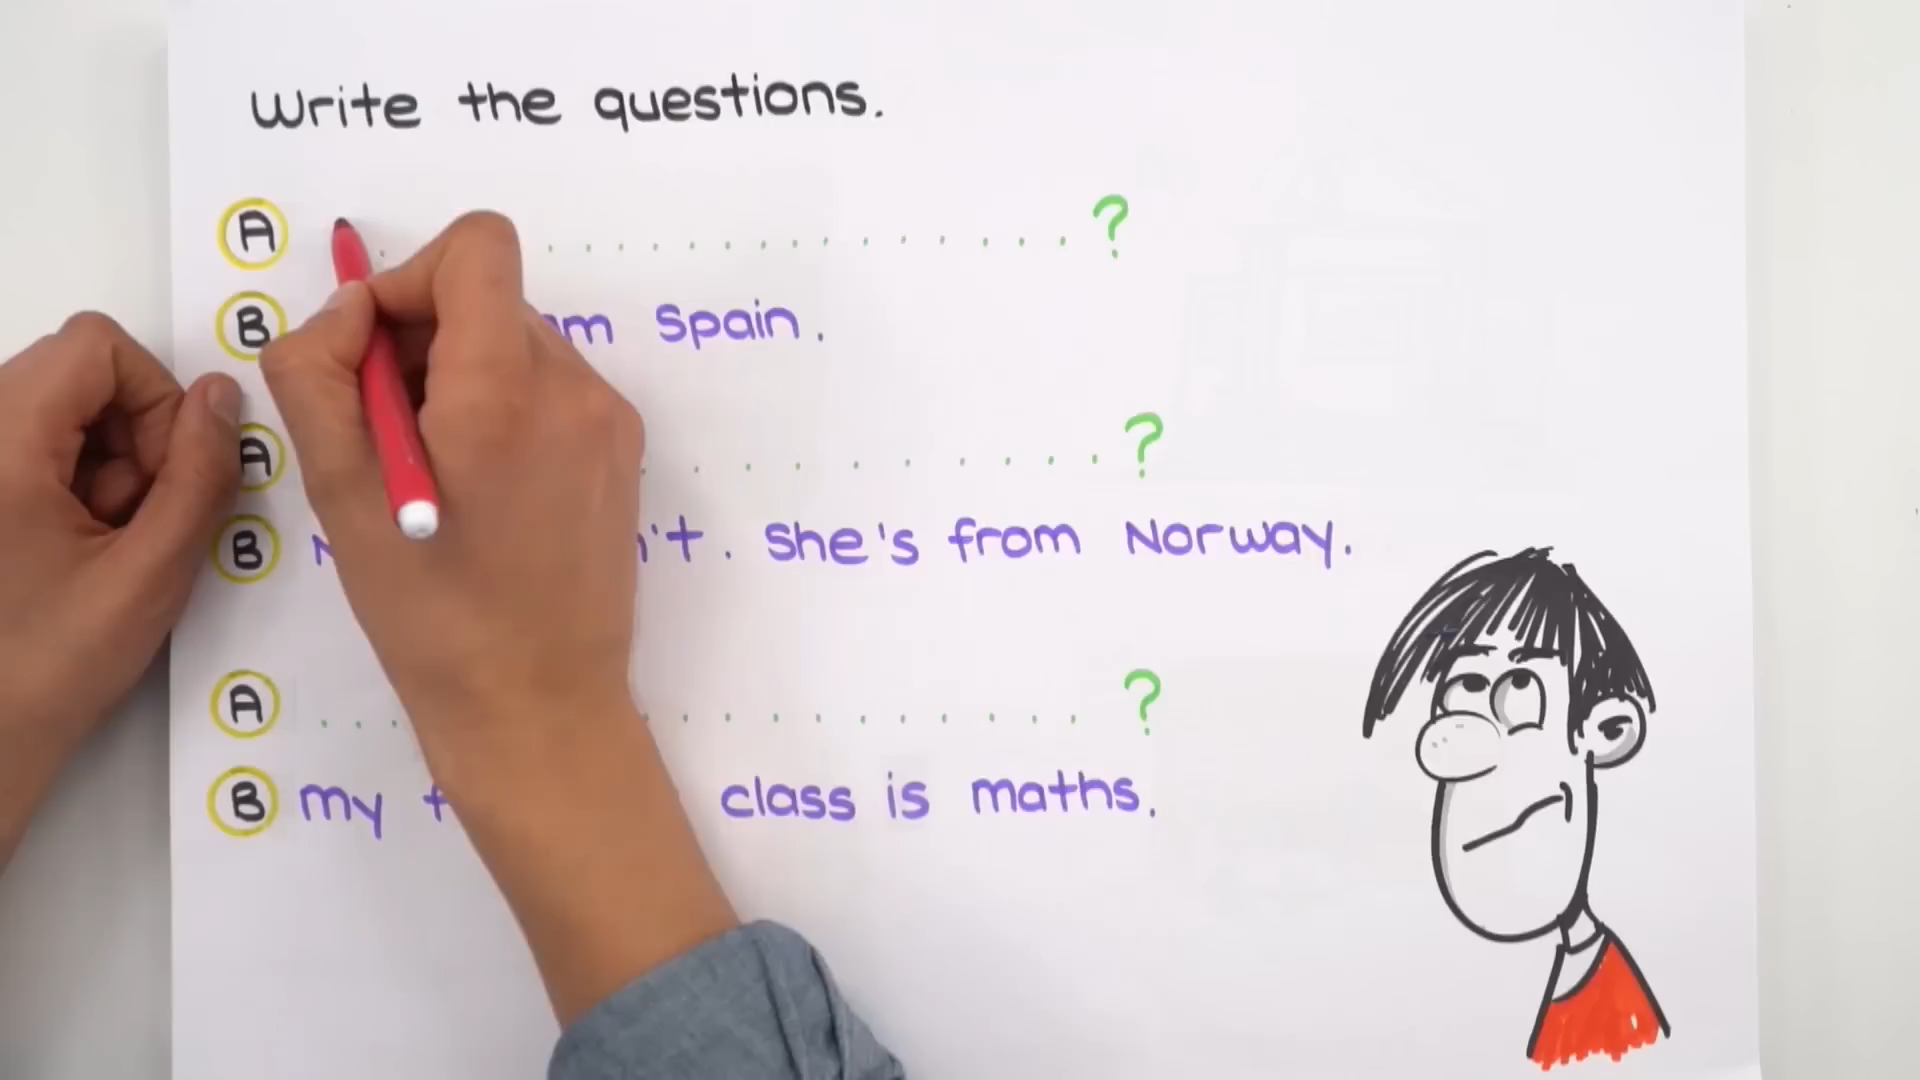 Write the questions.
A ?
B Spain.
A ?
B She's from Norway.
A ?
B my class is maths.